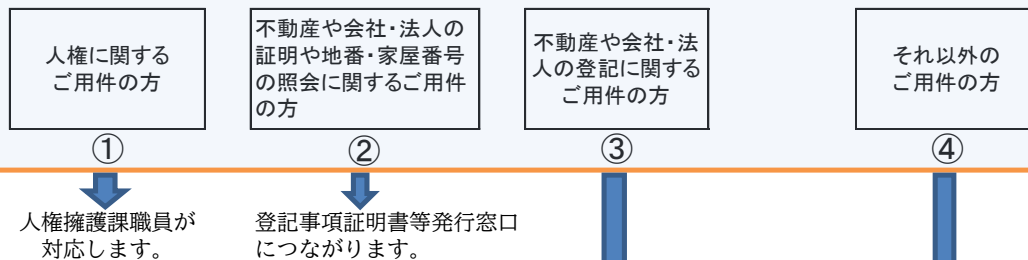 人権に関する
ご用件の方
不動産や会社・法人の
証明や地番・家屋番号
の照会に関するご用件
の方
不動産や会社・法
人の登記に関する
ご用件の方
それ以外の
ご用件の方
①
②
③
④
人権擁護課職員が
対応します。
登記事項証明書等発行窓口
につながります。